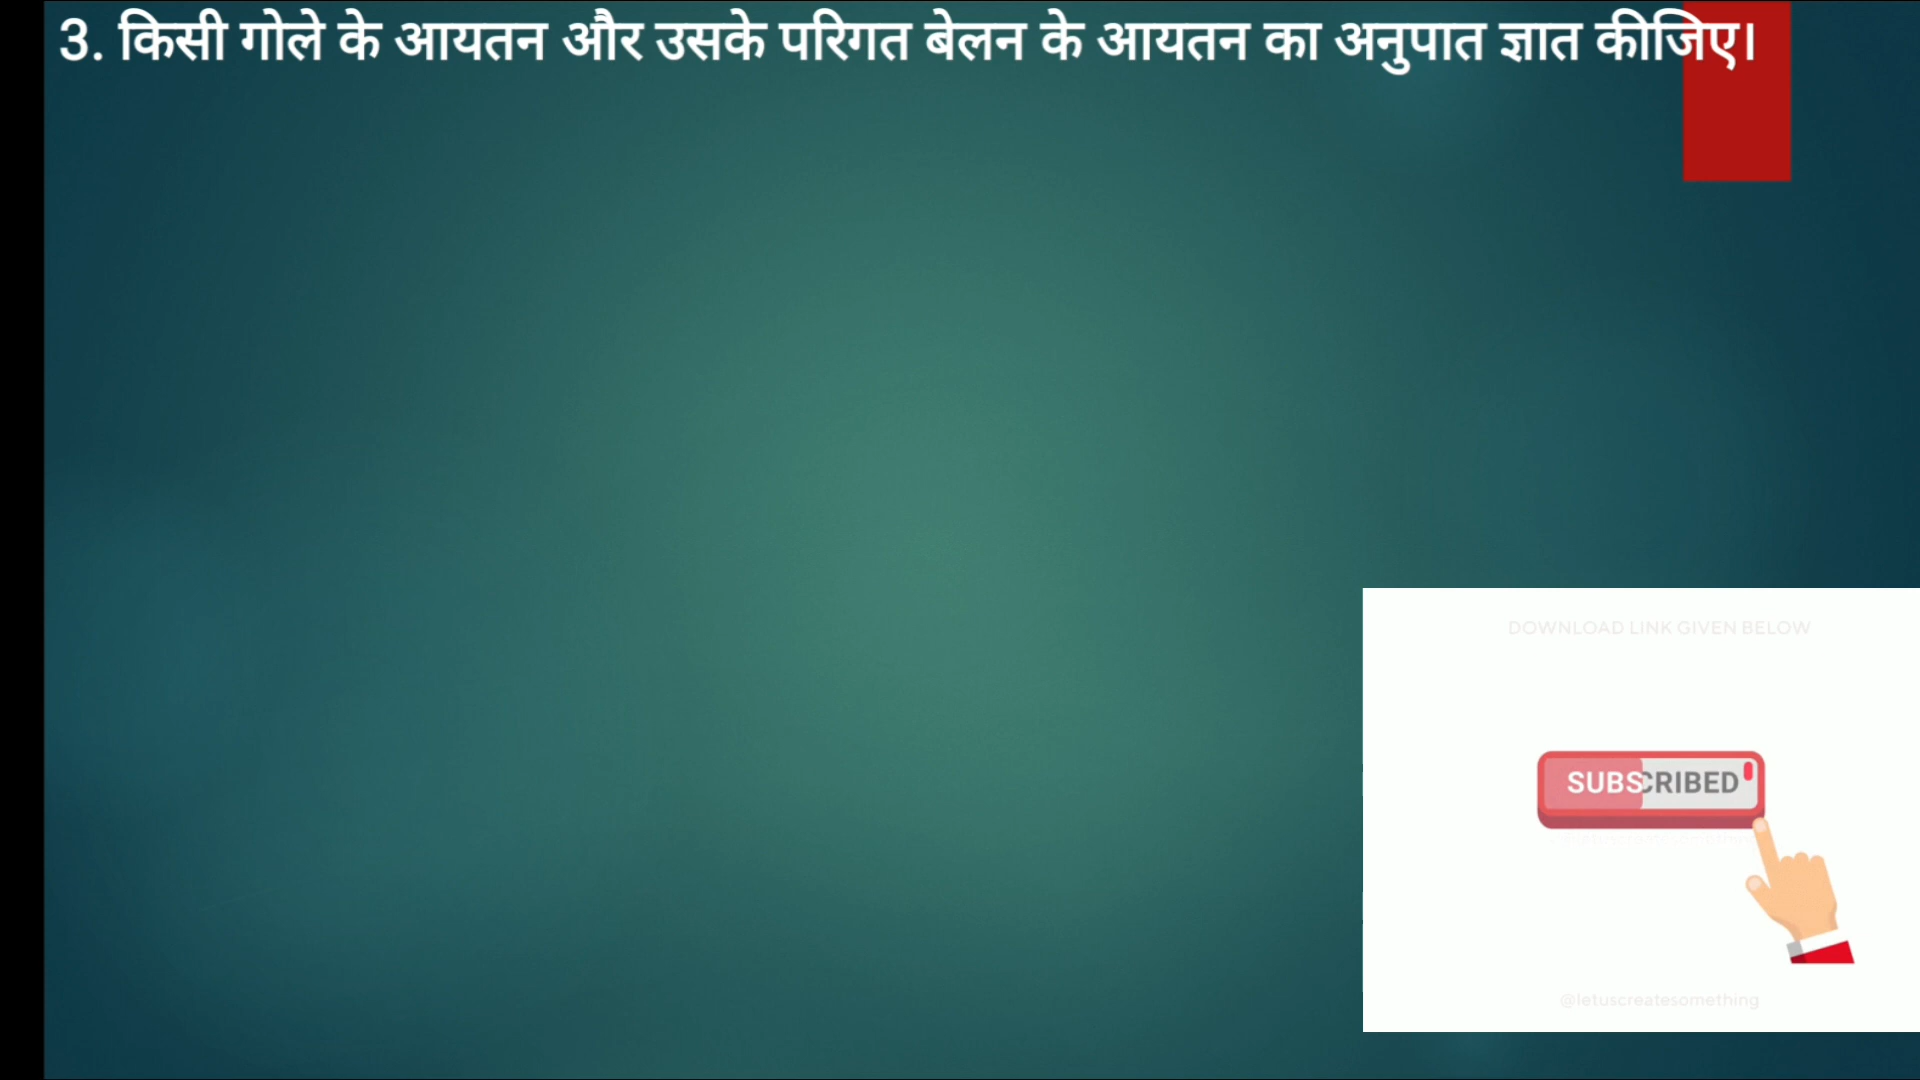 3. किसी गोले के आयतन और उसके परिगत बेलन के आयतन का अनुपात ज्ञात कीजिए।
DOWNLOAD LINK GIVEN BELOW
SUBSCRIBED
@letuscreatesomething